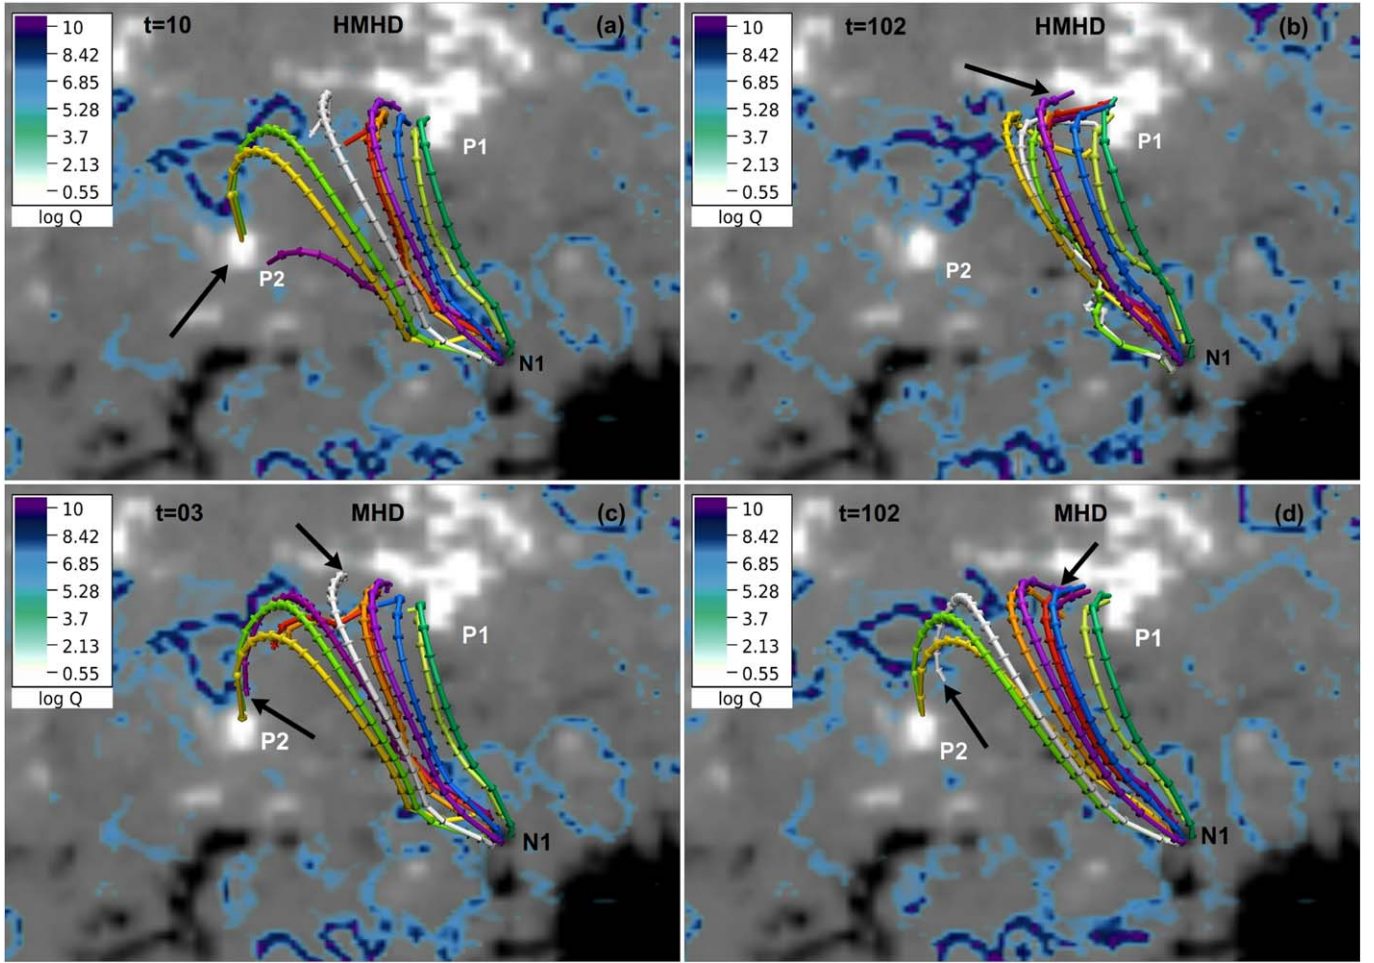 t=10 HMHD (a)
10
8.42
6.85
5.28
3.7
2.13
0.55
log Q
P1
P2
N1
t=102 HMHD (b)
10
8.42
6.85
5.28
3.7
2.13
0.55
log Q
P1
P2
N1
t=03 MHD (c)
10
8.42
6.85
5.28
3.7
2.13
0.55
log Q
P1
P2
N1
t=102 MHD (d)
10
8.42
6.85
5.28
3.7
2.13
0.55
log Q
P1
P2
N1